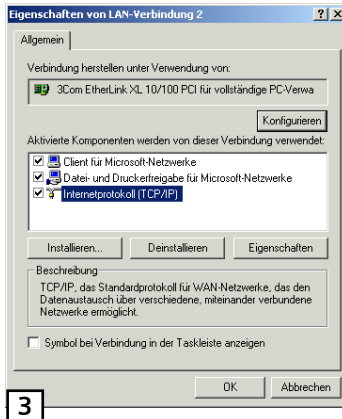 Eigenschaften von LAN-Verbindung 2
Allgemein
Verbindung herstellen unter Verwendung von:
3Com EtherLink XL 10/100 PCI für vollständige PC-Verwa
Konfigurieren
Aktivierte Komponenten werden von dieser Verbindung verwendet:
Client für Microsoft-Netzwerke
Datei- und Druckerfreigabe für Microsoft-Netzwerke
Internetprotokoll (TCP/IP)
Installieren... Deinstallieren Eigenschaften
Beschreibung
TCP/IP, das Standardprotokoll für WAN-Netzwerke, das den
Datenaustausch über verschiedene, miteinander verbundene
Netzwerke ermöglicht.
Symbol bei Verbindung in der Taskleiste anzeigen
OK Abbrechen
3